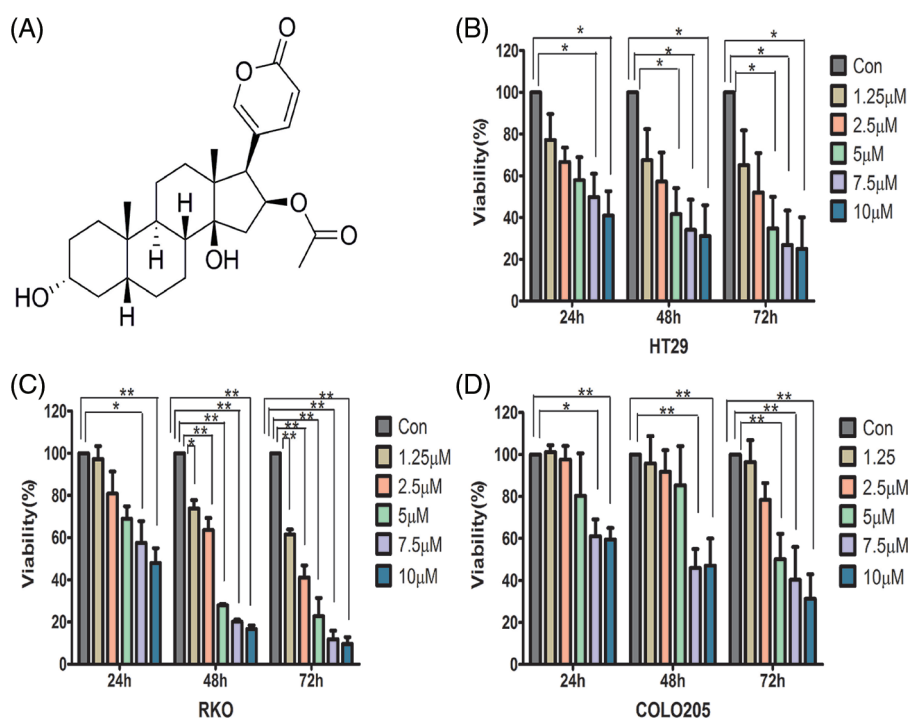 (A)
O
O
H
H
H
OH
O
O
HO
H
(B)
Viability(%)
120
100
80
60
40
20
0
* * * * * * * *
24h 48h 72h
HT29
Con
1.25μM
2.5μM
5μM
7.5μM
10μM
(C)
Viability(%)
120
100
80
60
40
20
0
** * ** ** ** ** * ** ** ** ** **
24h 48h 72h
RKO
Con
1.25μM
2.5μM
5μM
7.5μM
10μM
(D)
Viability(%)
120
100
80
60
40
20
0
** * ** ** ** ** **
24h 48h 72h
COLO205
Con
1.25
2.5μM
5μM
7.5μM
10μM